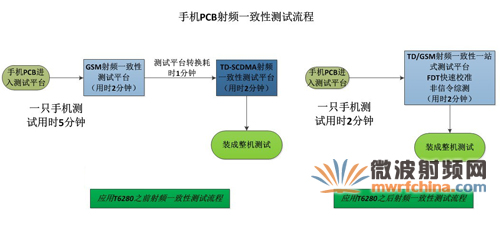 手机PCB射频一致性测试流程
手机PCB进
入测试平台
GSM射频一致性
测试平台
(用时2分钟)
测试平台转换耗
时1分钟
TD-SCDMA射频
一致性测试平台
(用时2分钟)
一只手机测
试用时5分钟
装成整机测试
应用T6280之前射频一致性测试流程
手机PCB进
入测试平台
TD/GSM射频一致性一站
式测试平台
FDT快速校准
非信令综测
(用时2分钟)
一只手机测
试用时2分钟
装成整机测试
微波射频网
mwrfchina.com
应用T6280之后射频一致性测试流程